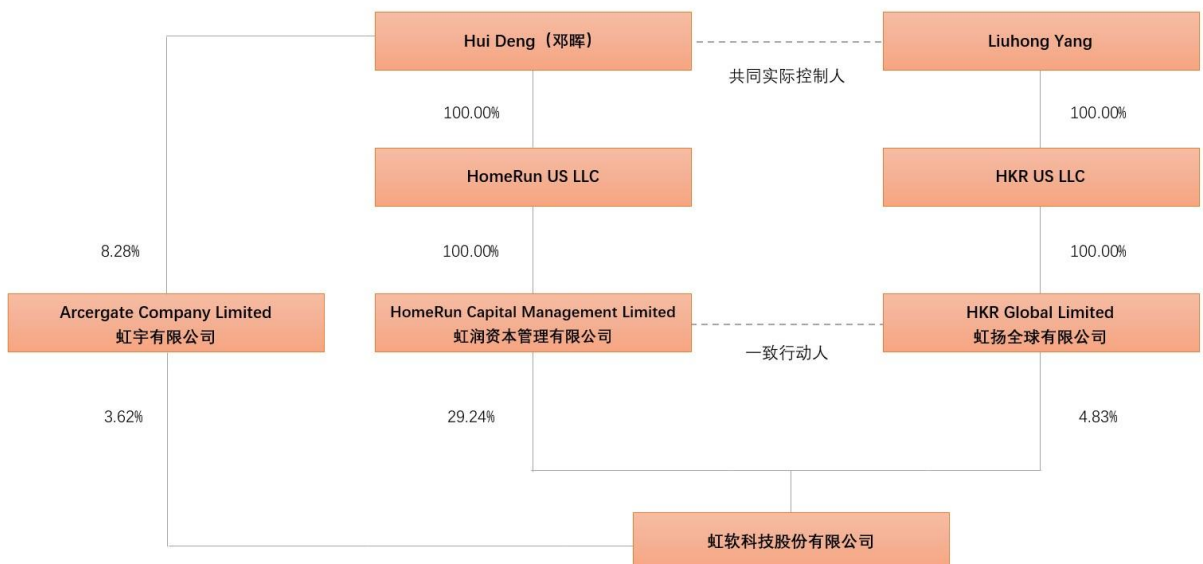 Hui Deng（邓晖）
Liuhong Yang
共同实际控制人
100.00%
100.00%
HomeRun US LLC
HKR US LLC
8.28%
100.00%
100.00%
Arcergate Company Limited
虹宇有限公司
HomeRun Capital Management Limited
虹润资本管理有限公司
HKR Global Limited
虹扬全球有限公司
一致行动人
3.62%
29.24%
4.83%
虹软科技股份有限公司